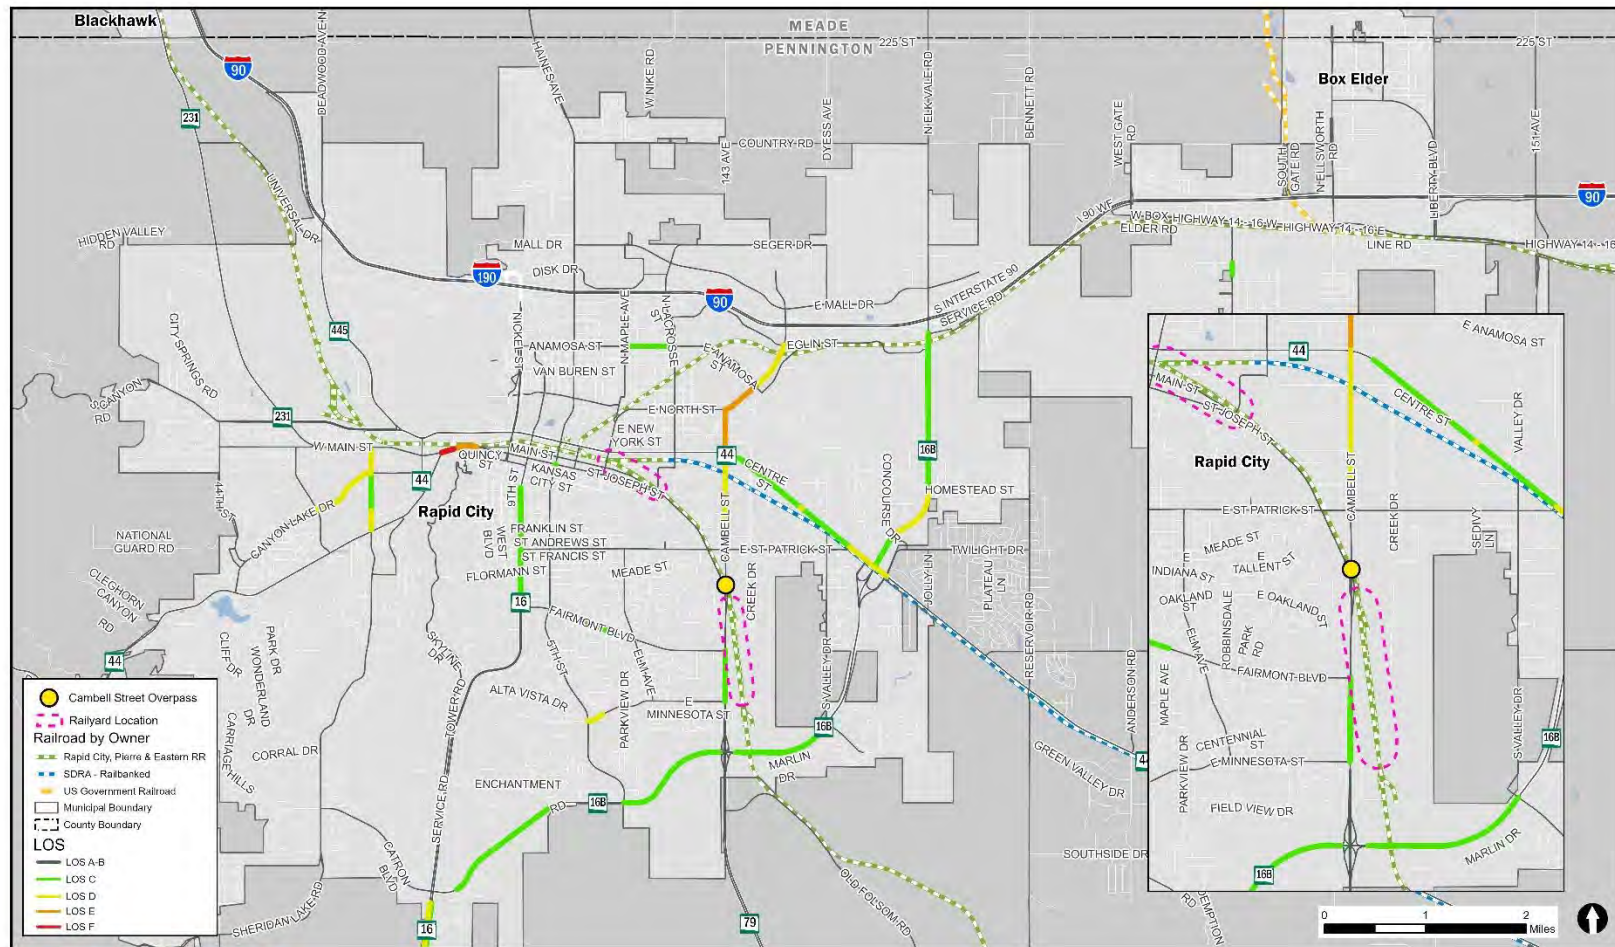 Blackhawk
MEADE
PENNINGTON
225 ST
225 ST
Box Elder
90
231
DEADWOOD AVE N
HAINES AVE
W NIKE RD
143 AVE
DYESS AVE
N ELK VALE RD
BENNETT RD
WEST GATE
RD
SOUTH
GATE RD
N ELLSWORTH
RD
LIBERTY BLVD
151 AVE
COUNTRY RD
90
UNIVERSAL DR
HIDDEN VALLEY
RD
MALL DR
SEGER DR
I 90 WF
W BOX
ELDER RD
HIGHWAY 14 - 16 W
HIGHWAY 14 - 16 E
LINE RD
HIGHWAY 14 - 16
190
DISK DR
90
E MALL DR
S INTERSTATE 90
SERVICE RD
CITY SPRINGS RD
445
NICKEL ST
N MAPLE AVE
N LACROSSE
ST
ANAMOSA ST
E ANAMOSA
ST
EGLIN ST
VAN BUREN ST
S CANYON
RD
231
E NORTH ST
W MAIN ST
E NEW
YORK ST
MAIN ST
QUINCY
ST
KANSAS
CITY ST
ST JOSEPH ST
44
CENTRE
ST
16B
44
44TH ST
Rapid City
5TH ST
CONCOURSE
DR
HOMESTEAD ST
CANYON LAKE DR
NATIONAL
GUARD RD
FRANKLIN ST
ST ANDREWS ST
ST FRANCIS ST
WEST
BLVD
FLORMANN ST
MEADE ST
CAMBELL ST
E ST PATRICK ST
TWILIGHT DR
CREEK DR
JOLLY LN
PLATEAU
LN
RESERVOIR RD
CLEGHORN
CANYON
RD
16
FAIRMONT BLVD
5TH ST
ELM AVE
44
CLIFF DR
PARK DR
WONDERLAND
DR
SKYLINE
DR
TOWER RD
ALTA VISTA DR
PARKVIEW DR
E
MINNESOTA ST
S VALLEY DR
16B
ANDERSON RD
44
GREEN VALLEY DR
CARRIAGE HILLS
DR
CORRAL DR
MARLIN
DR
ENCHANTMENT
RD
16B
SERVICE RD
CATRON
BLVD
SHERIDAN LAKE RD
16
79
OLD FOLSOM RD
SOUTHSIDE DR
Cambell Street Overpass
Railyard Location
Railroad by Owner
Rapid City, Pierre & Eastern RR
SDRA - Railbanked
US Government Railroad
Municipal Boundary
County Boundary
LOS
LOS A-B
LOS C
LOS D
LOS E
LOS F
E ANAMOSA ST
44
MAIN ST
ST JOSEPH ST
CENTRE ST
VALLEY DR
Rapid City
CAMBELL ST
E ST PATRICK ST
CREEK DR
SEDIVY
LN
MEADE ST
E
TALLENT ST
E
INDIANA ST
OAKLAND
ST
E OAKLAND
ST
ELM AVE
ROBBINSDALE
PARK
RD
MAPLE AVE
FAIRMONT BLVD
CENTENNIAL
ST
E MINNESOTA ST
PARKVIEW DR
FIELD VIEW DR
S VALLEY DR
16B
MARLIN DR
16B
0 1 2
Miles